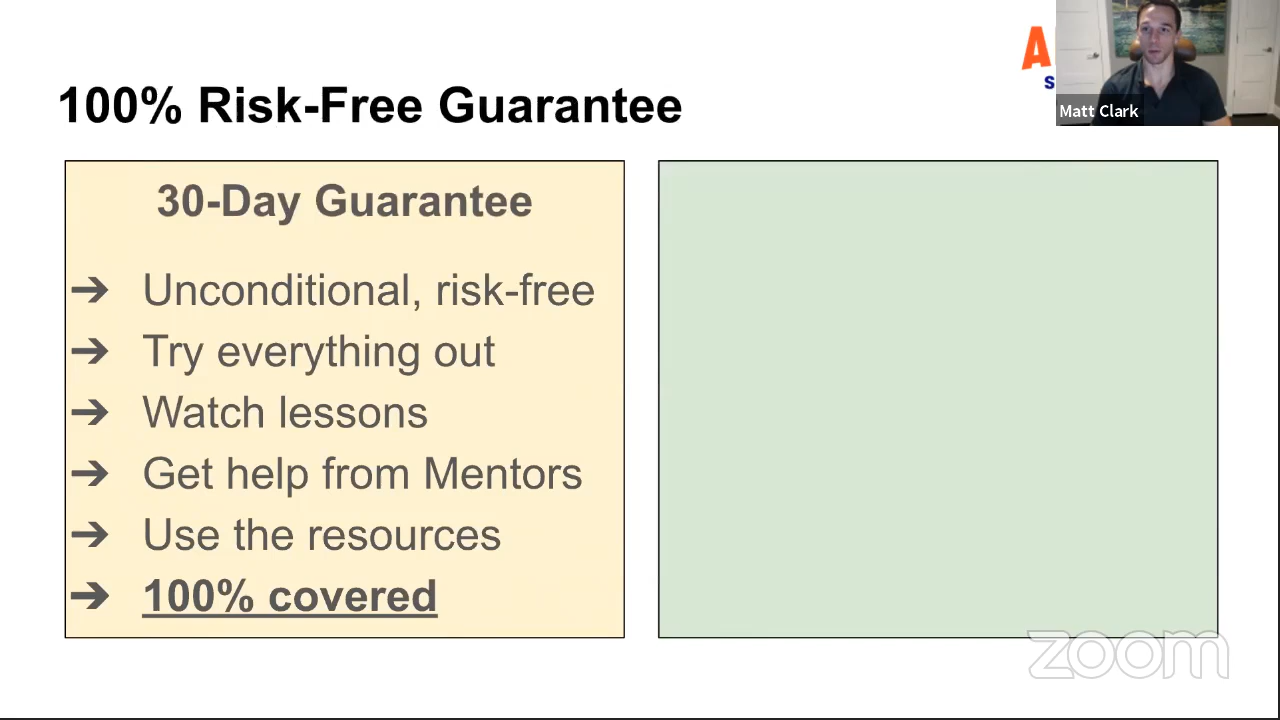 100% Risk-Free Guarantee
Matt Clark
30-Day Guarantee
➔ Unconditional, risk-free
➔ Try everything out
➔ Watch lessons
➔ Get help from Mentors
➔ Use the resources
➔ 100% covered
zoom